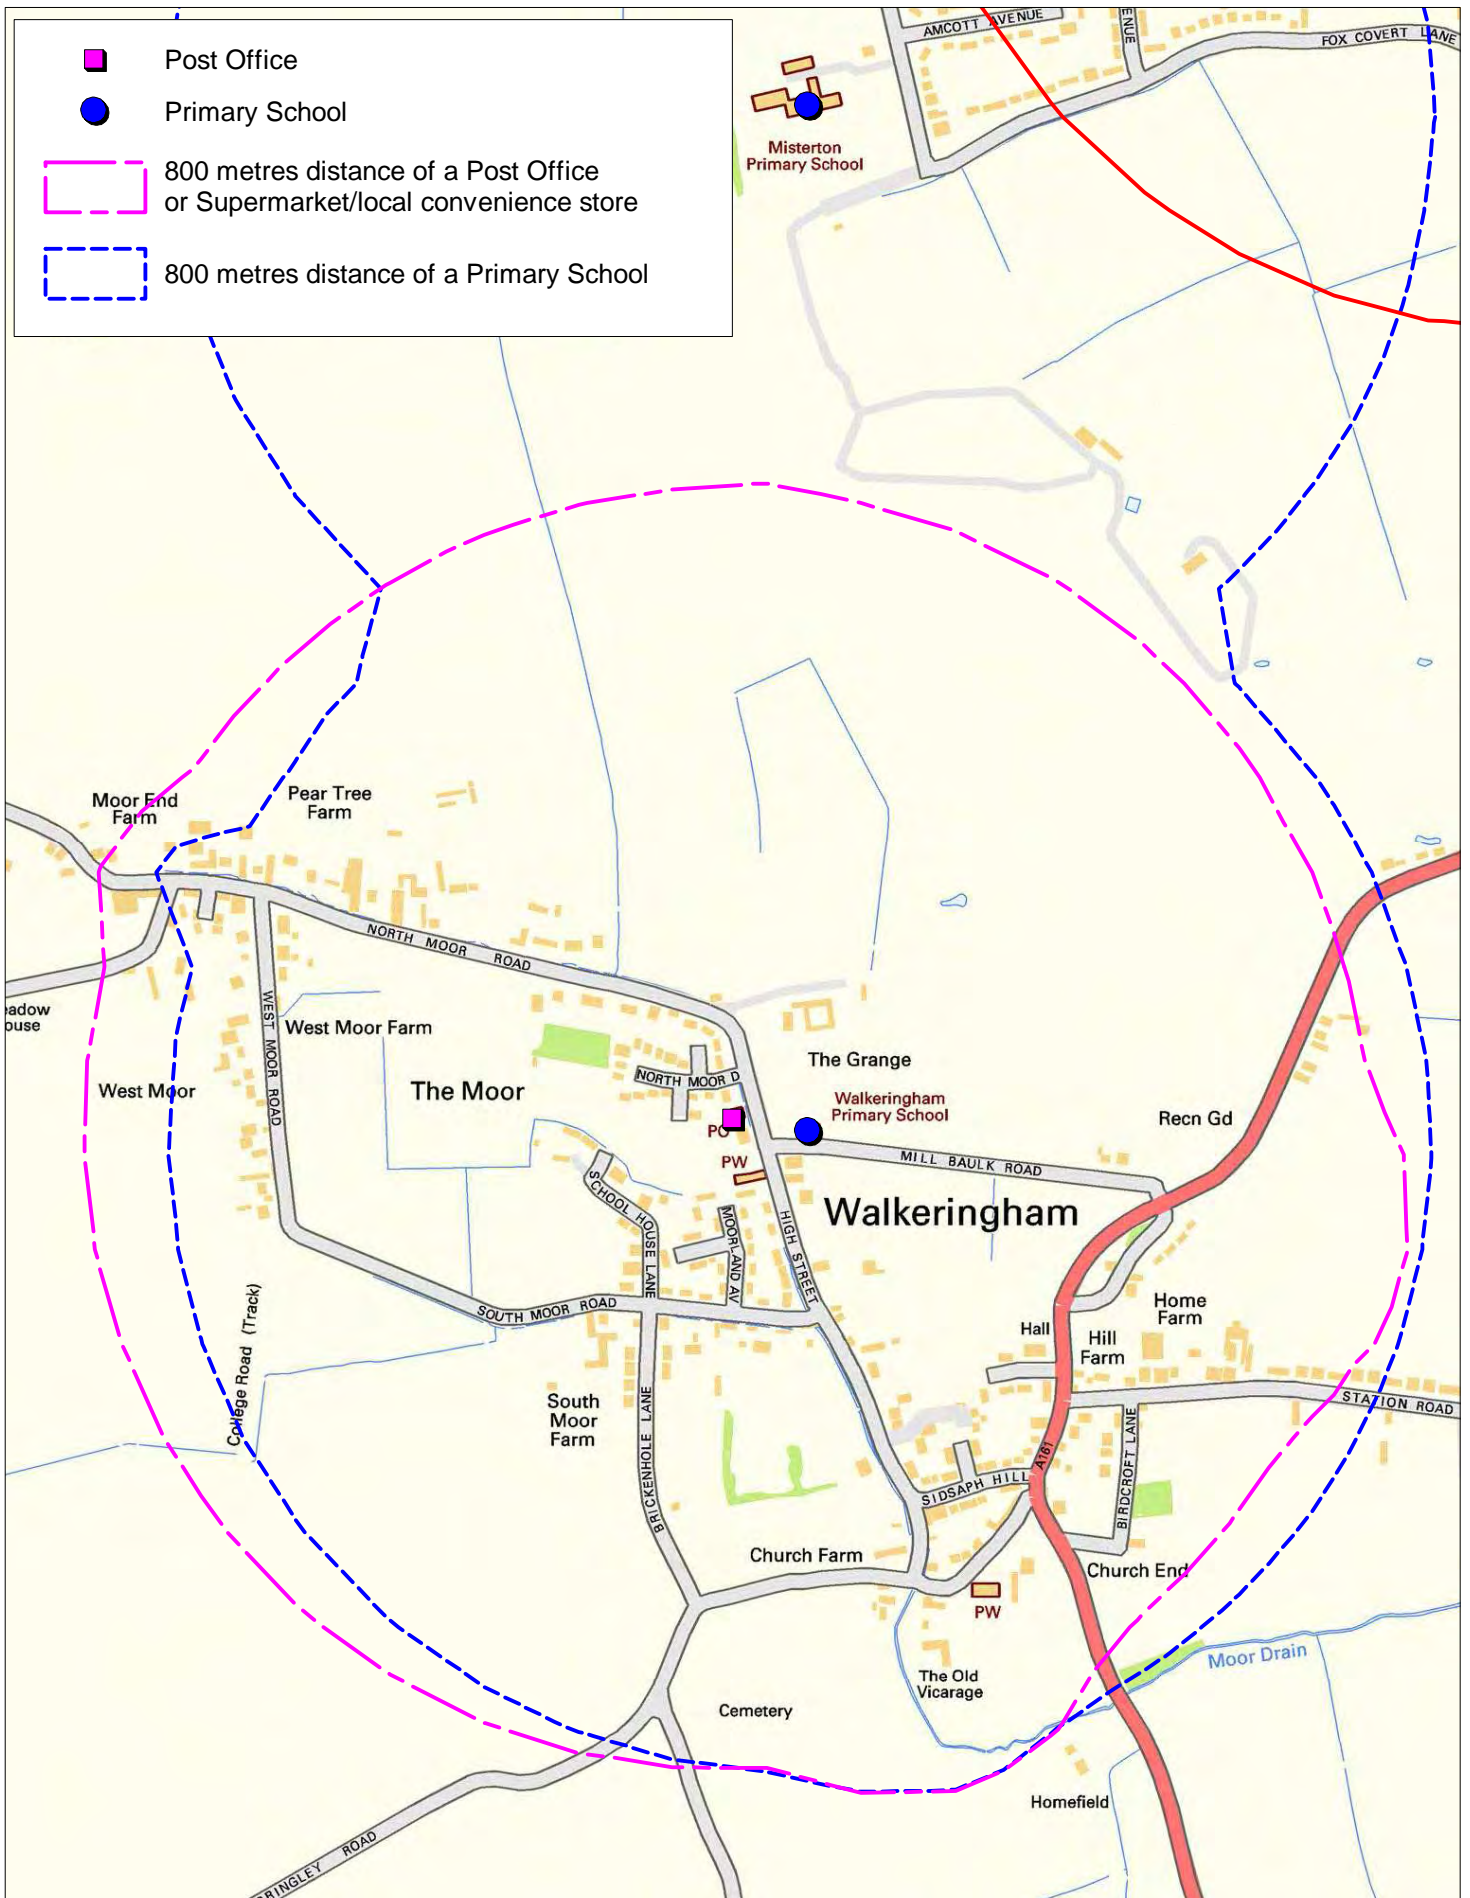 Post Office
Primary School
800 metres distance of a Post Office
or Supermarket/local convenience store
800 metres distance of a Primary School
AMCOTT AVENUE
ENUE
FOX COVERT LANE
Misterton
Primary School
Moor End
Farm
Pear Tree
Farm
NORTH MOOR ROAD
eadow
ouse
WEST MOOR ROAD
West Moor Farm
West Moor
The Moor
NORTH MOOR D
The Grange
Walkeringham
Primary School
PO
PW
Recn Gd
MILL BAULK ROAD
SCHOOL HOUSE LANE
MOORLAND AV
HIGH STREET
Walkeringham
College Road (Track)
SOUTH MOOR ROAD
Home
Farm
Hall
Hill
Farm
South
Moor
Farm
BRICKENHOLE LANE
STATION ROAD
A161
BIRDCROFT LANE
SIDSAPH HILL
Church Farm
Church End
PW
The Old
Vicarage
Moor Drain
Cemetery
Homefield
RINGLEY ROAD